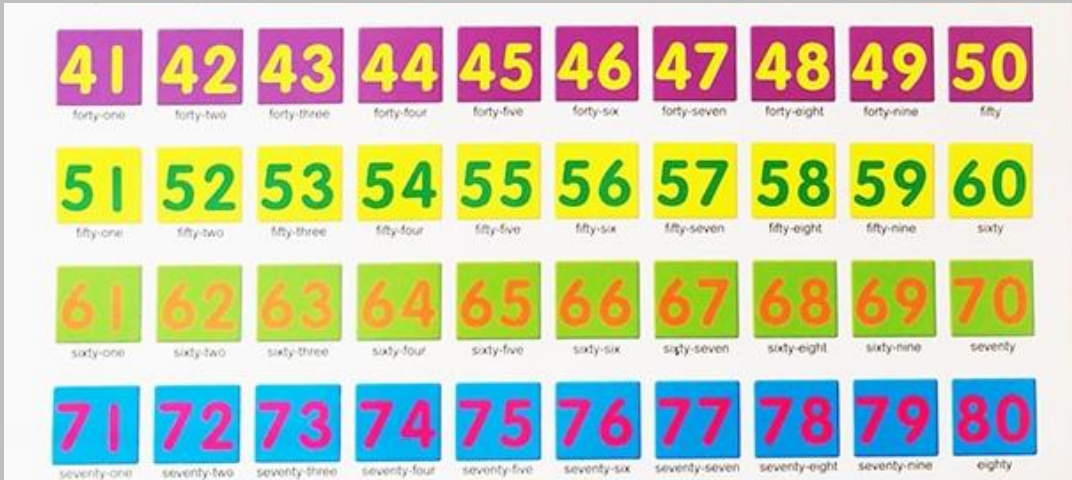 41 42 43 44 45 46 47 48 49 50
forty-one forty-two forty-three forty-four forty-five forty-six forty-seven forty-eight forty-nine fifty
51 52 53 54 55 56 57 58 59 60
fifty-one fifty-two fifty-three fifty-four fifty-five fifty-six fifty-seven fifty-eight fifty-nine sixty
61 62 63 64 65 66 67 68 69 70
sixty-one sixty-two sixty-three sixty-four sixty-five sixty-six sixty-seven sixty-eight sixty-nine seventy
71 72 73 74 75 76 77 78 79 80
seventy-one seventy-two seventy-three seventy-four seventy-five seventy-six seventy-seven seventy-eight seventy-nine eighty